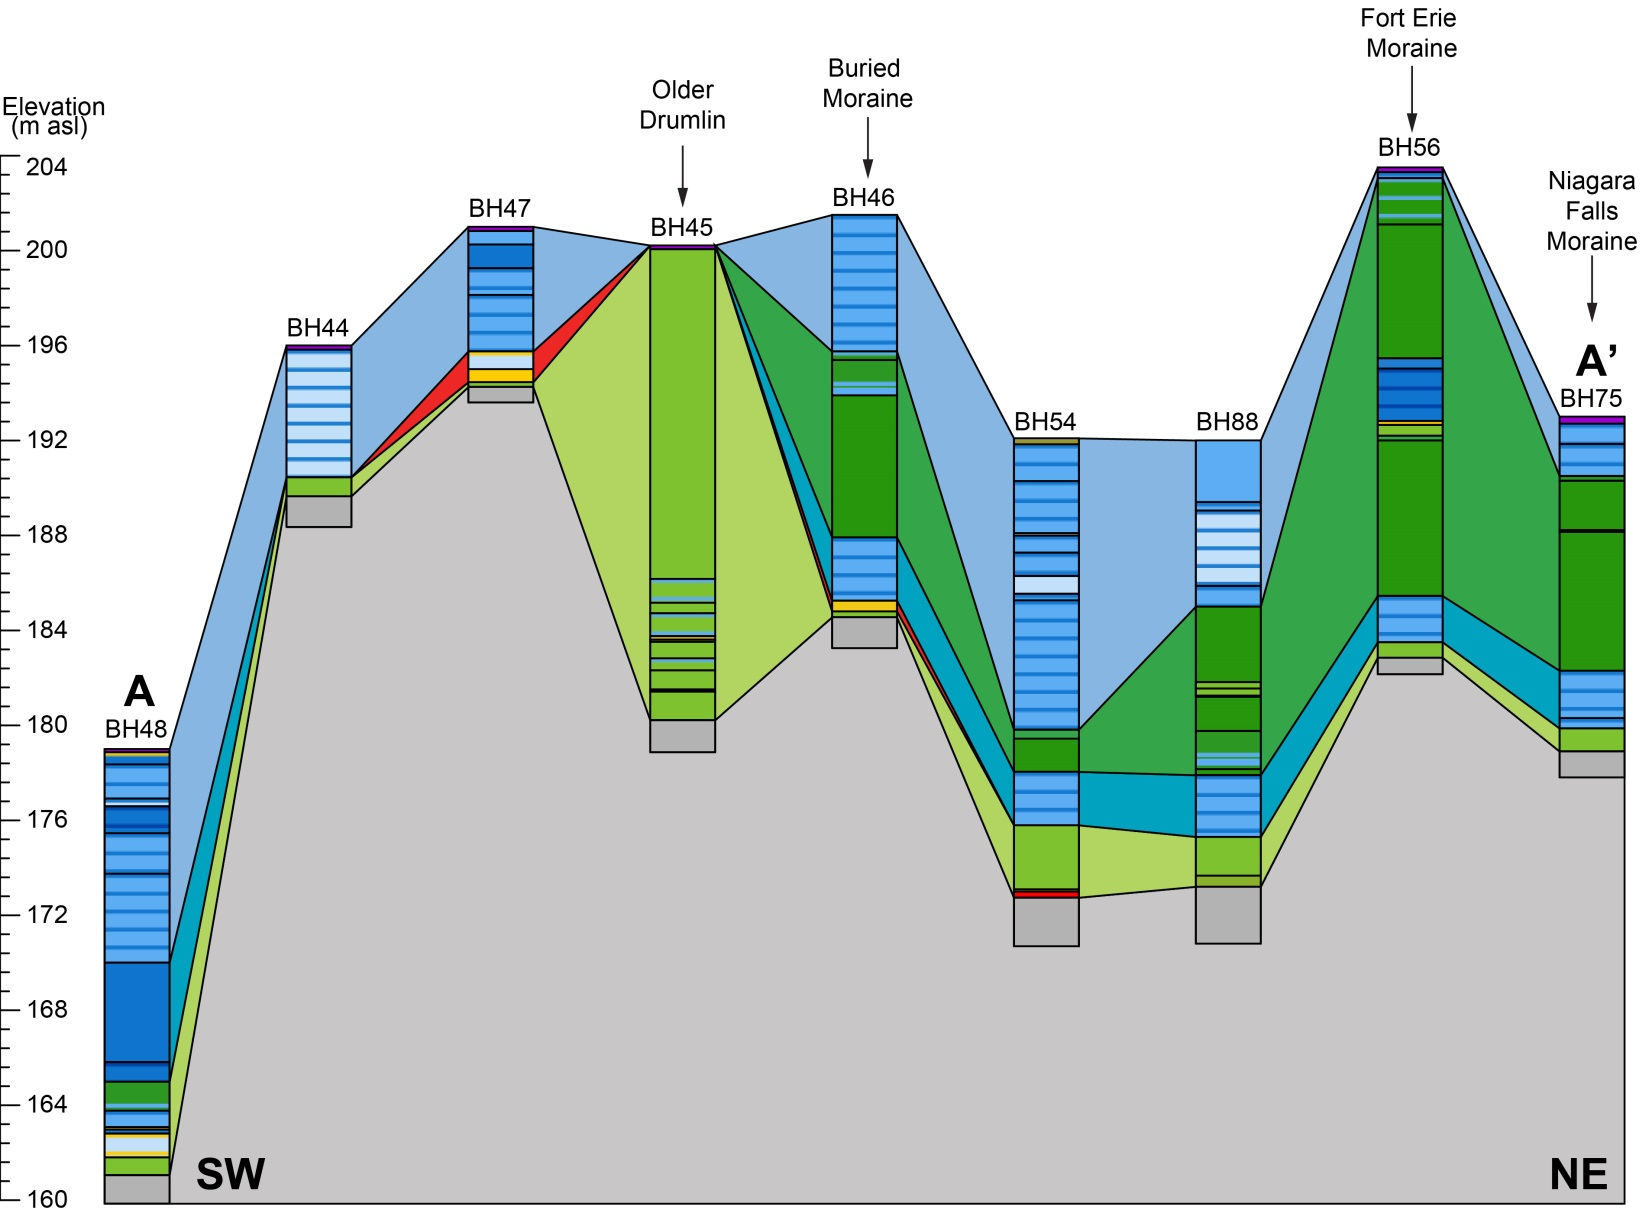 Fort Erie
Moraine
Buried
Moraine
Older
Drumlin
Elevation
(m asl)
BH56
204
Niagara
Falls
Moraine
BH46
BH47
BH45
200
BH44
196
A’
BH75
192
BH54
BH88
188
184
A
BH48
180
176
172
168
164
160
SW
NE